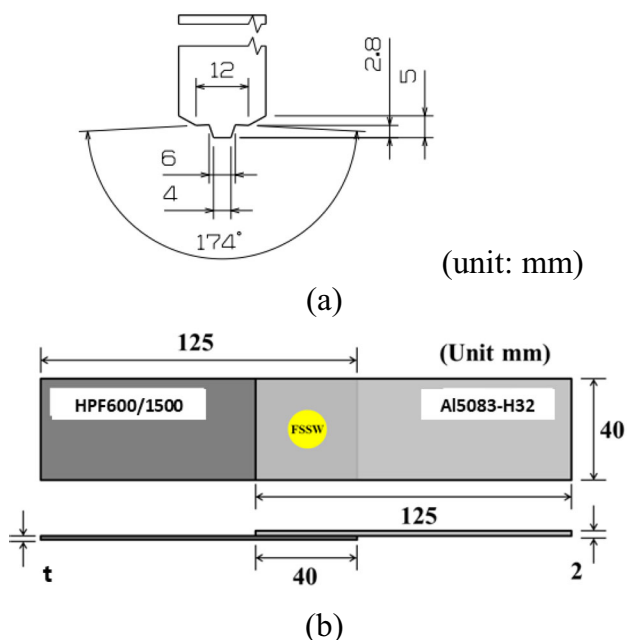 12
2.8
5
6
4
174°
(unit: mm)
(a)
125
(Unit mm)
HPF600/1500
Al5083-H32
FSSW
40
125
t
40
2
(b)